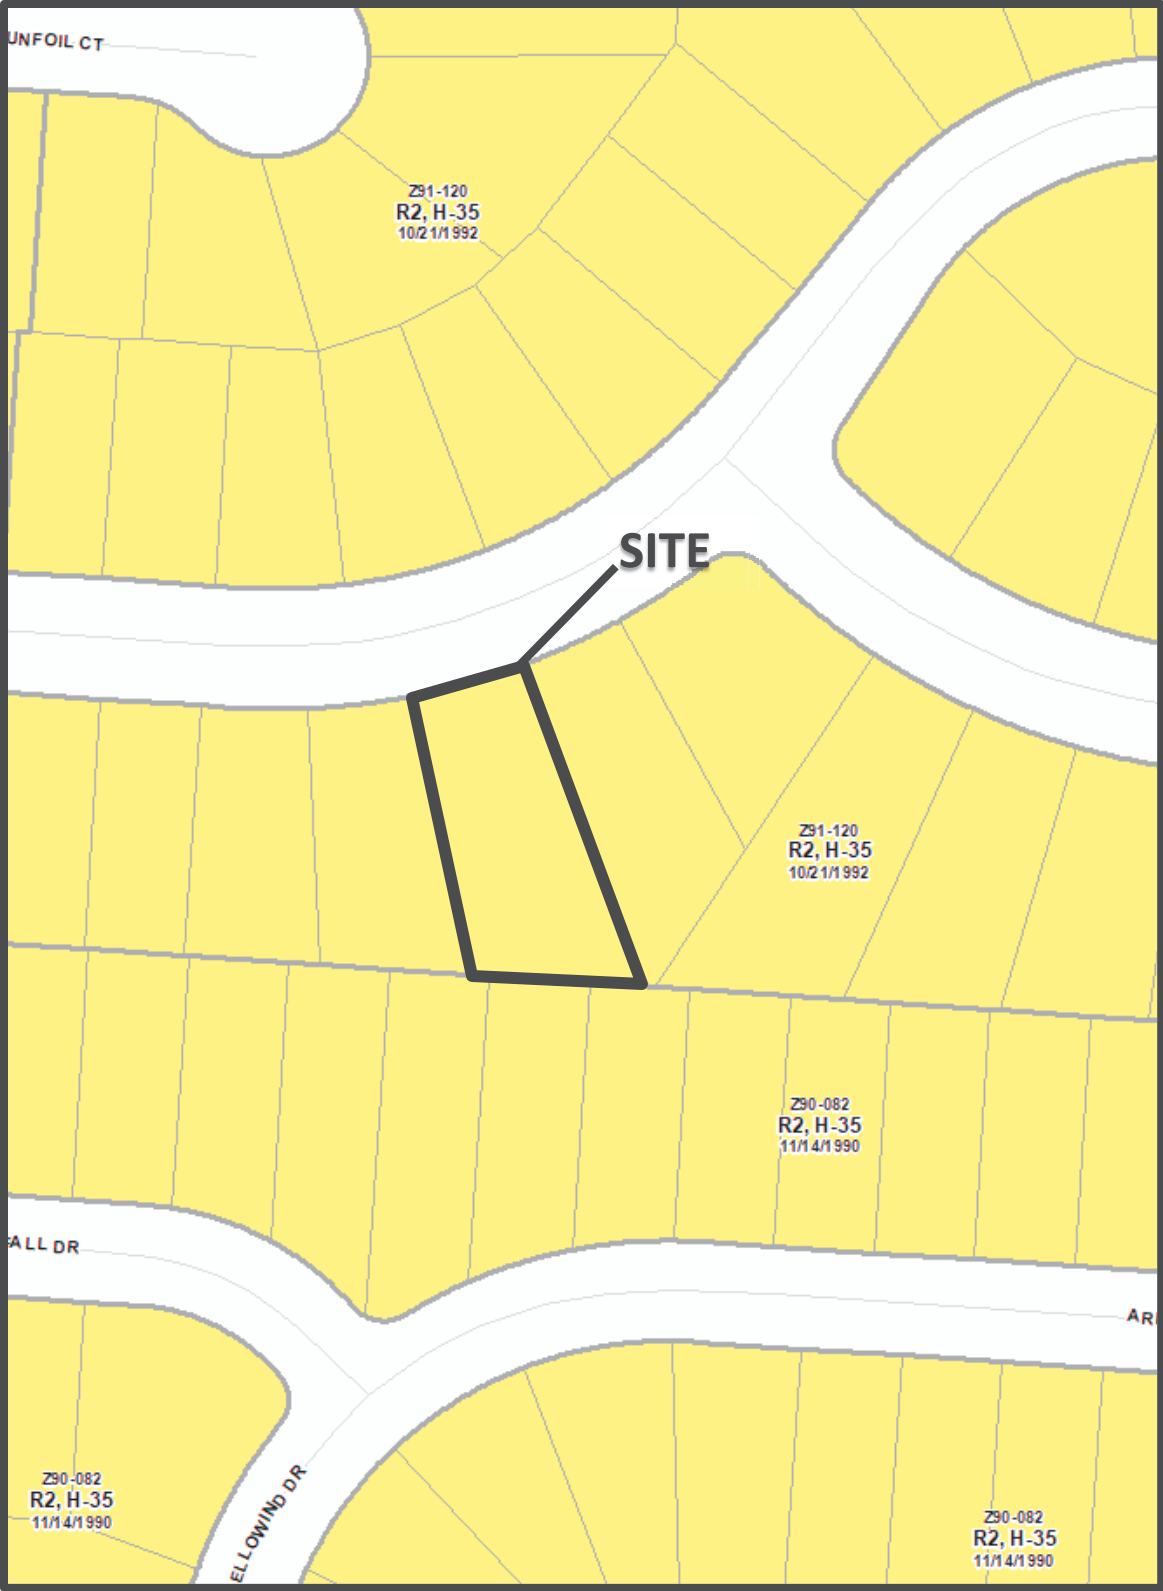 UNFOIL CT
Z91-120
R2, H-35
10/21/1992
SITE
Z91-120
R2, H-35
10/21/1992
Z90-082
R2, H-35
11/14/1990
ALL DR
ARI
ELLOWIND DR
Z90-082
R2, H-35
11/14/1990
Z90-082
R2, H-35
11/14/1990